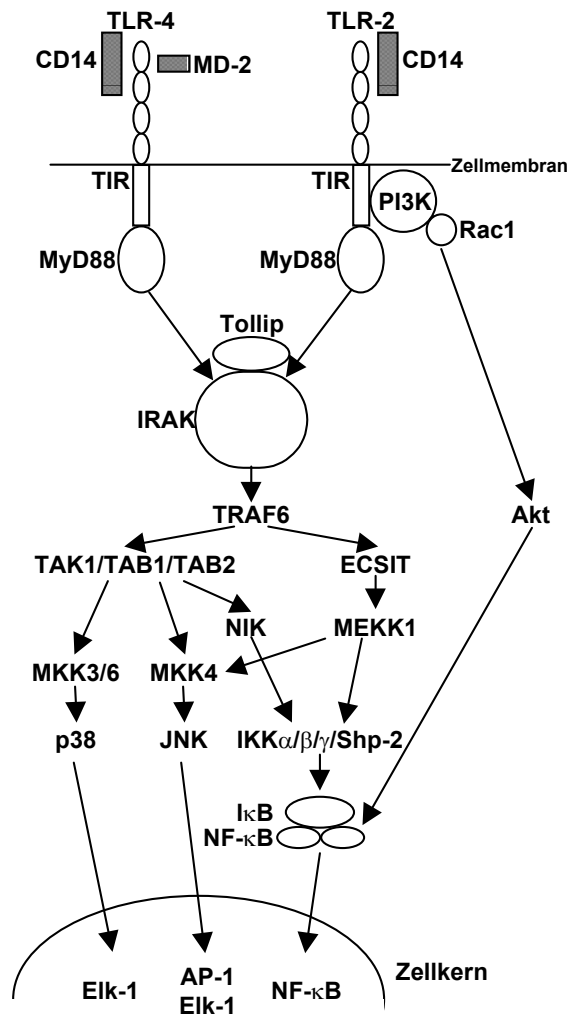 TLR-4 TLR-2
CD14 MD-2 CD14
Zellmembran
TIR TIR PI3K
Rac1
MyD88 MyD88
Tollip
IRAK
TRAF6 Akt
TAK1/TAB1/TAB2 ECSIT
NIK MEKK1
MKK3/6 MKK4
p38 JNK IKKα/β/γ/Shp-2
IκB
NF-κB
Zellkern
Elk-1 AP-1 NF-κB
Elk-1